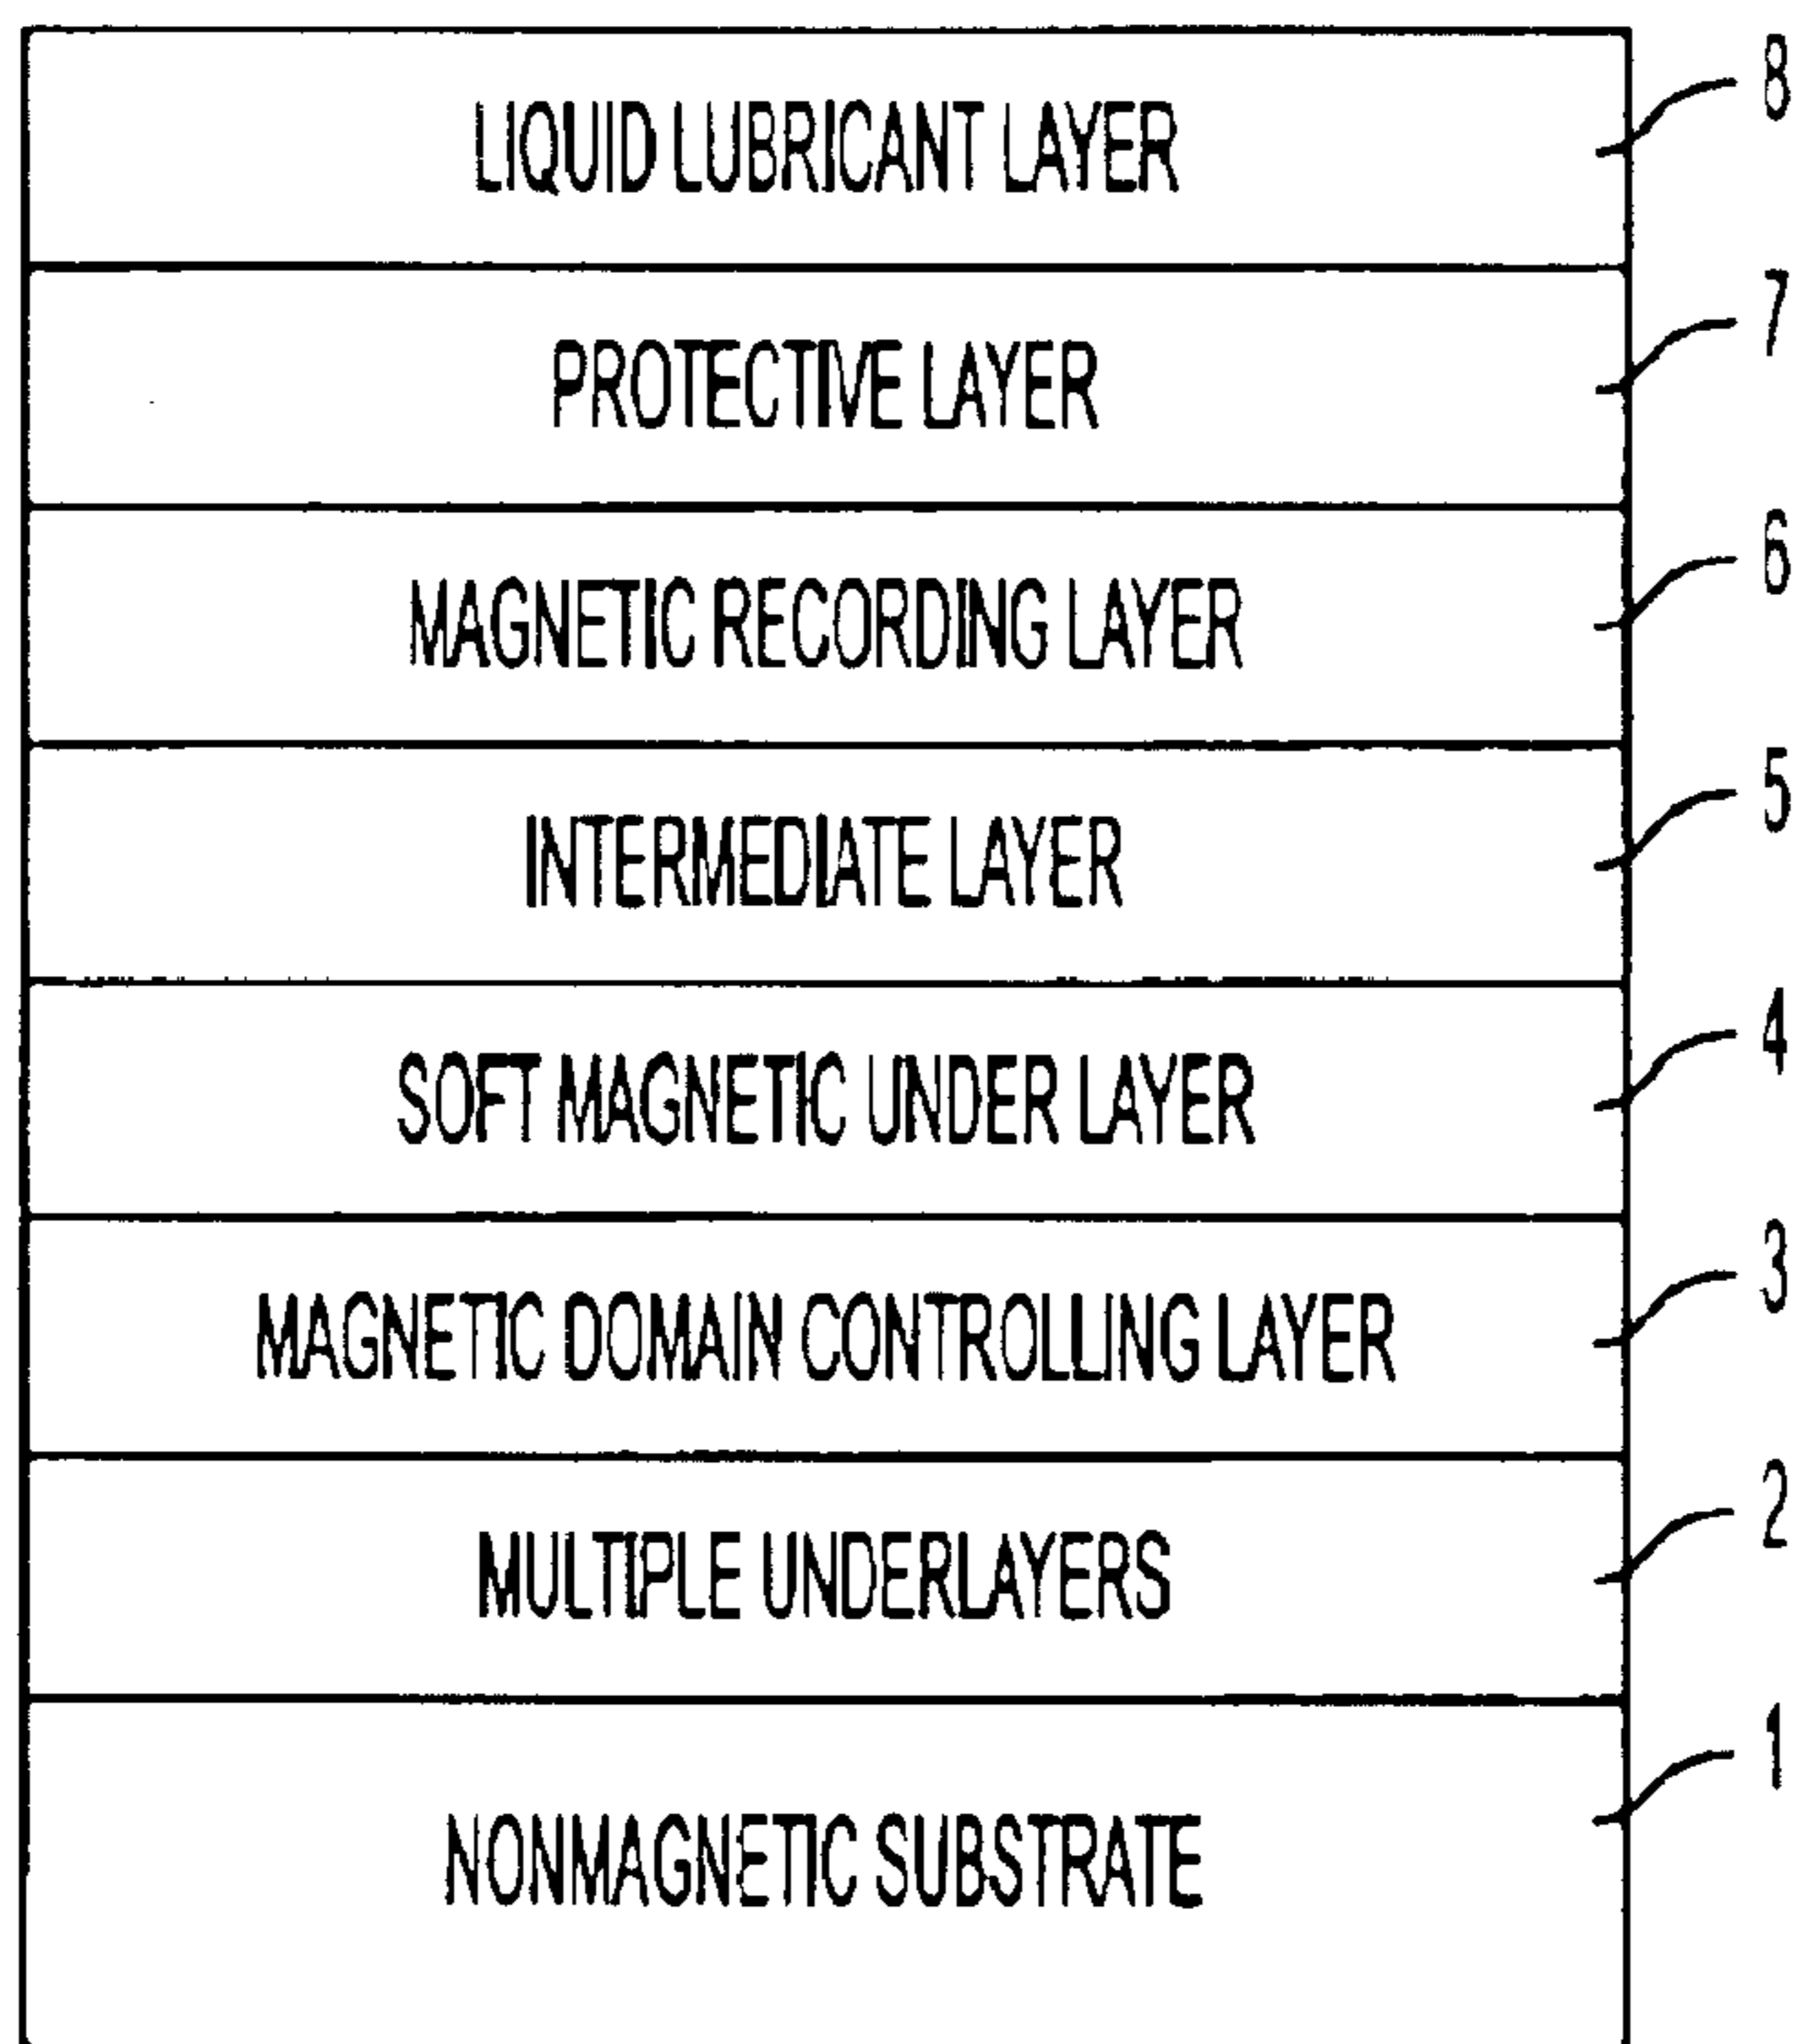 LIQUID LUBRICANT LAYER 8
PROTECTIVE LAYER 7
MAGNETIC RECORDING LAYER 6
INTERMEDIATE LAYER 5
SOFT MAGNETIC UNDER LAYER 4
MAGNETIC DOMAIN CONTROLLING LAYER 3
MULTIPLE UNDERLAYERS 2
NONMAGNETIC SUBSTRATE 1